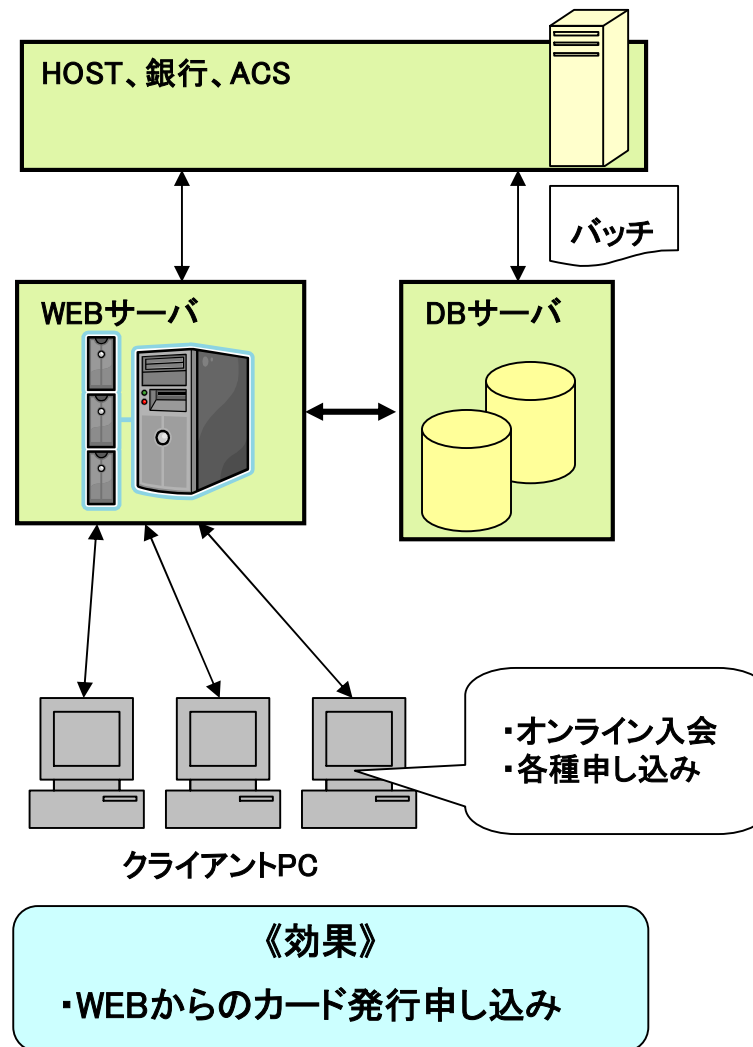 HOST、銀行、ACS
バッチ
WEBサーバ
DBサーバ
・オンライン入会
・各種申し込み
クライアントPC
《効果》
・WEBからのカード発行申し込み